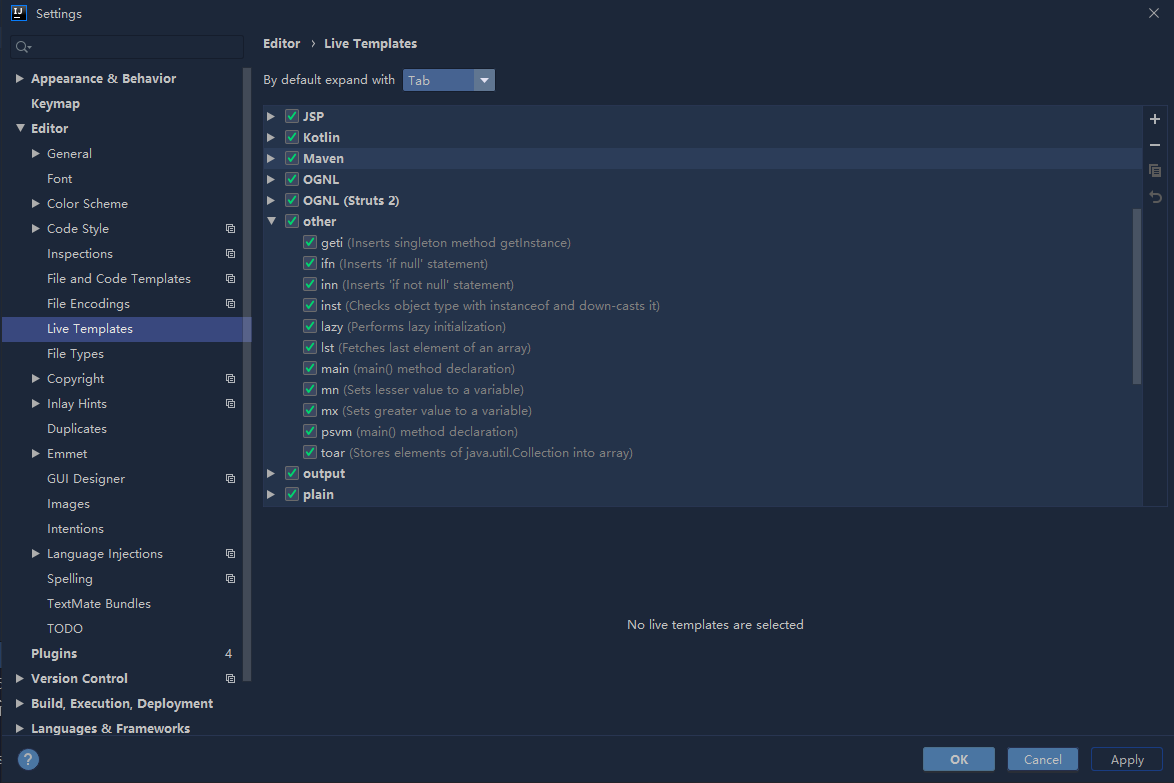 IJ Settings
Editor › Live Templates
By default expand with Tab
Appearance & Behavior
Keymap
Editor
General
Font
Color Scheme
Code Style
Inspections
File and Code Templates
File Encodings
Live Templates
File Types
Copyright
Inlay Hints
Duplicates
Emmet
GUI Designer
Images
Intentions
Language Injections
Spelling
TextMate Bundles
TODO
Plugins 4
Version Control
Build, Execution, Deployment
Languages & Frameworks
JSP
Kotlin
Maven
OGNL
OGNL (Struts 2)
other
geti (Inserts singleton method getInstance)
ifn (Inserts 'if null' statement)
inn (Inserts 'if not null' statement)
inst (Checks object type with instanceof and down-casts it)
lazy (Performs lazy initialization)
lst (Fetches last element of an array)
main (main() method declaration)
mn (Sets lesser value to a variable)
mx (Sets greater value to a variable)
psvm (main() method declaration)
toar (Stores elements of java.util.Collection into array)
output
plain
No live templates are selected
?
OK Cancel Apply